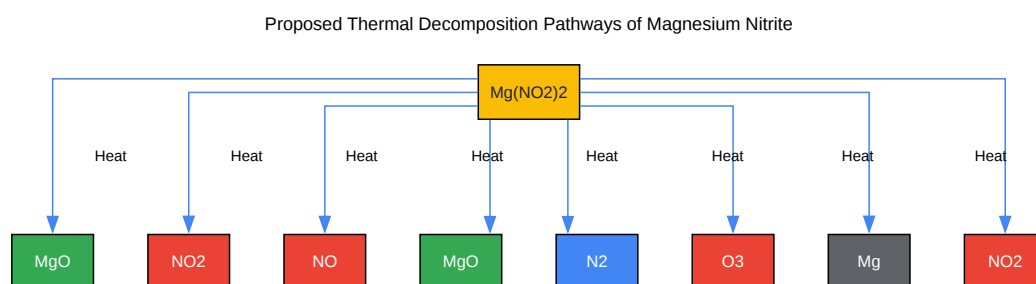 Proposed Thermal Decomposition Pathways of Magnesium Nitrite
Mg(NO2)2
Heat Heat Heat Heat Heat Heat Heat Heat
MgO NO2 NO MgO N2 O3 Mg NO2